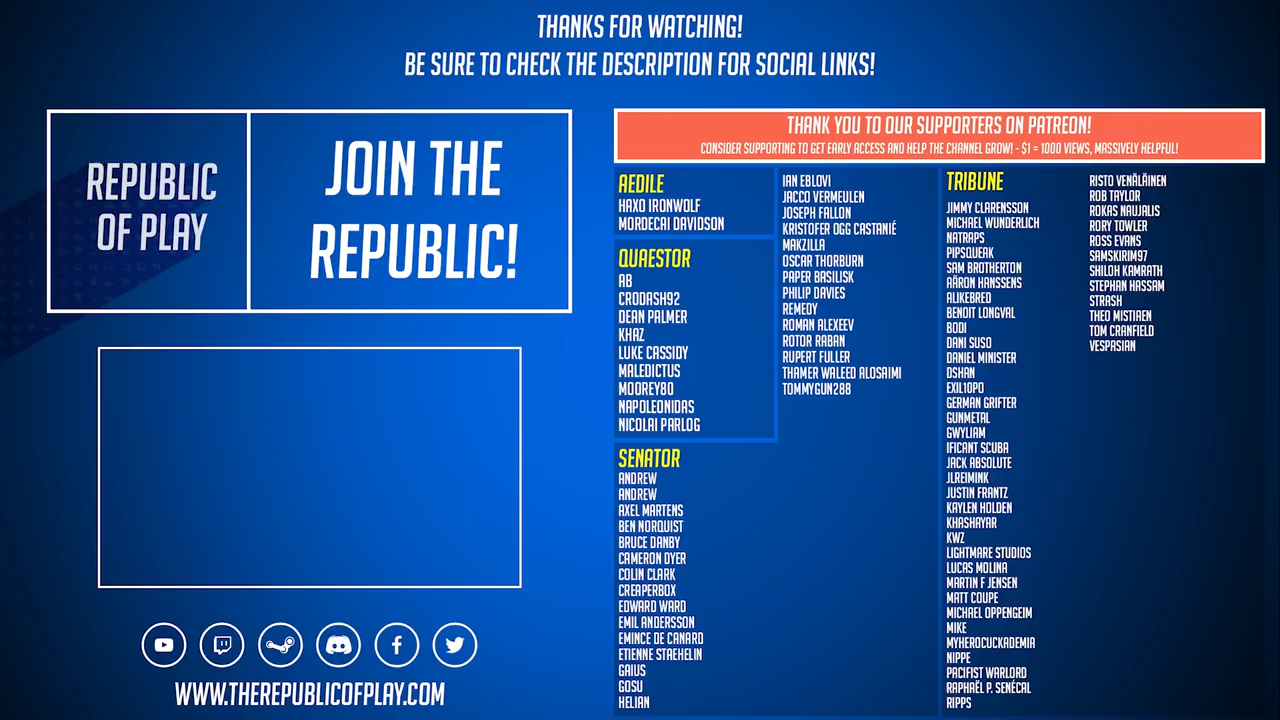 THANKS FOR WATCHING!
BE SURE TO CHECK THE DESCRIPTION FOR SOCIAL LINKS!
REPUBLIC
OF PLAY
JOIN THE
REPUBLIC!
WWW.THEREPUBLICOFPLAY.COM
THANK YOU TO OUR SUPPORTERS ON PATREON!
CONSIDER SUPPORTING TO GET EARLY ACCESS AND HELP THE CHANNEL GROW! - $1 = 1000 VIEWS, MASSIVELY HELPFUL!
AEDILE
HAXO IRONWOLF
MORDECAI DAVIDSON
QUAESTOR
AB
CRODASH92
DEAN PALMER
KHAZ
LUKE CASSIDY
MALEDICTUS
MOOREY80
NAPOLEONIDAS
NICOLAI PARLOG
SENATOR
ANDREW
ANDREW
AXEL MARTENS
BEN NORQUIST
BRUCE DANBY
CAMERON DYER
COLIN CLARK
CREAPERBOX
EDWARD WARD
EMIL ANDERSSON
EMINCE DE CANARD
ETIENNE STAEHELIN
GAIUS
GOSU
HELIAN
IAN EBLOVI
JACCO VERMEULEN
JOSEPH FALLON
KRISTOFER OGG CASTANIÉ
MAKZILLA
OSCAR THORBURN
PAPER BASILISK
PHILIP DAVIES
REMEDY
ROMAN ALEXEEV
ROTOR RABAN
RUPERT FULLER
THAMER WALEED ALOSAIMI
TOMMYGUN288
TRIBUNE
JIMMY CLARENSSON
MICHAEL WUNDERLICH
NATRAPS
PIPSQUEAK
SAM BROTHERTON
AÄRON HANSSENS
ALIKEBRED
BENOIT LONGVAL
BODI
DANI SUSO
DANIEL MINISTER
DSHAN
EXIL10PO
GERMAN GRIFTER
GUNMETAL
GWYLIAM
IFICANT SCUBA
JACK ABSOLUTE
JLREIMINK
JUSTIN FRANTZ
KAYLEN HOLDEN
KHASHAYAR
KWZ
LIGHTMARE STUDIOS
LUCAS MOLINA
MARTIN F JENSEN
MATT COUPE
MICHAEL OPPENGEIM
MIKE
MYHEROCUCKADEMIA
NIPPE
PACIFIST WARLORD
RAPHAËL P. SENÉCAL
RIPPS
RISTO VENÄLÄINEN
ROB TAYLOR
ROKAS NAUJALIS
RORY TOWLER
ROSS EVANS
SAMSKIRIM97
SHILOH KAMRATH
STEPHAN HASSAM
STRASH
THEO MISTIAEN
TOM CRANFIELD
VESPASIAN